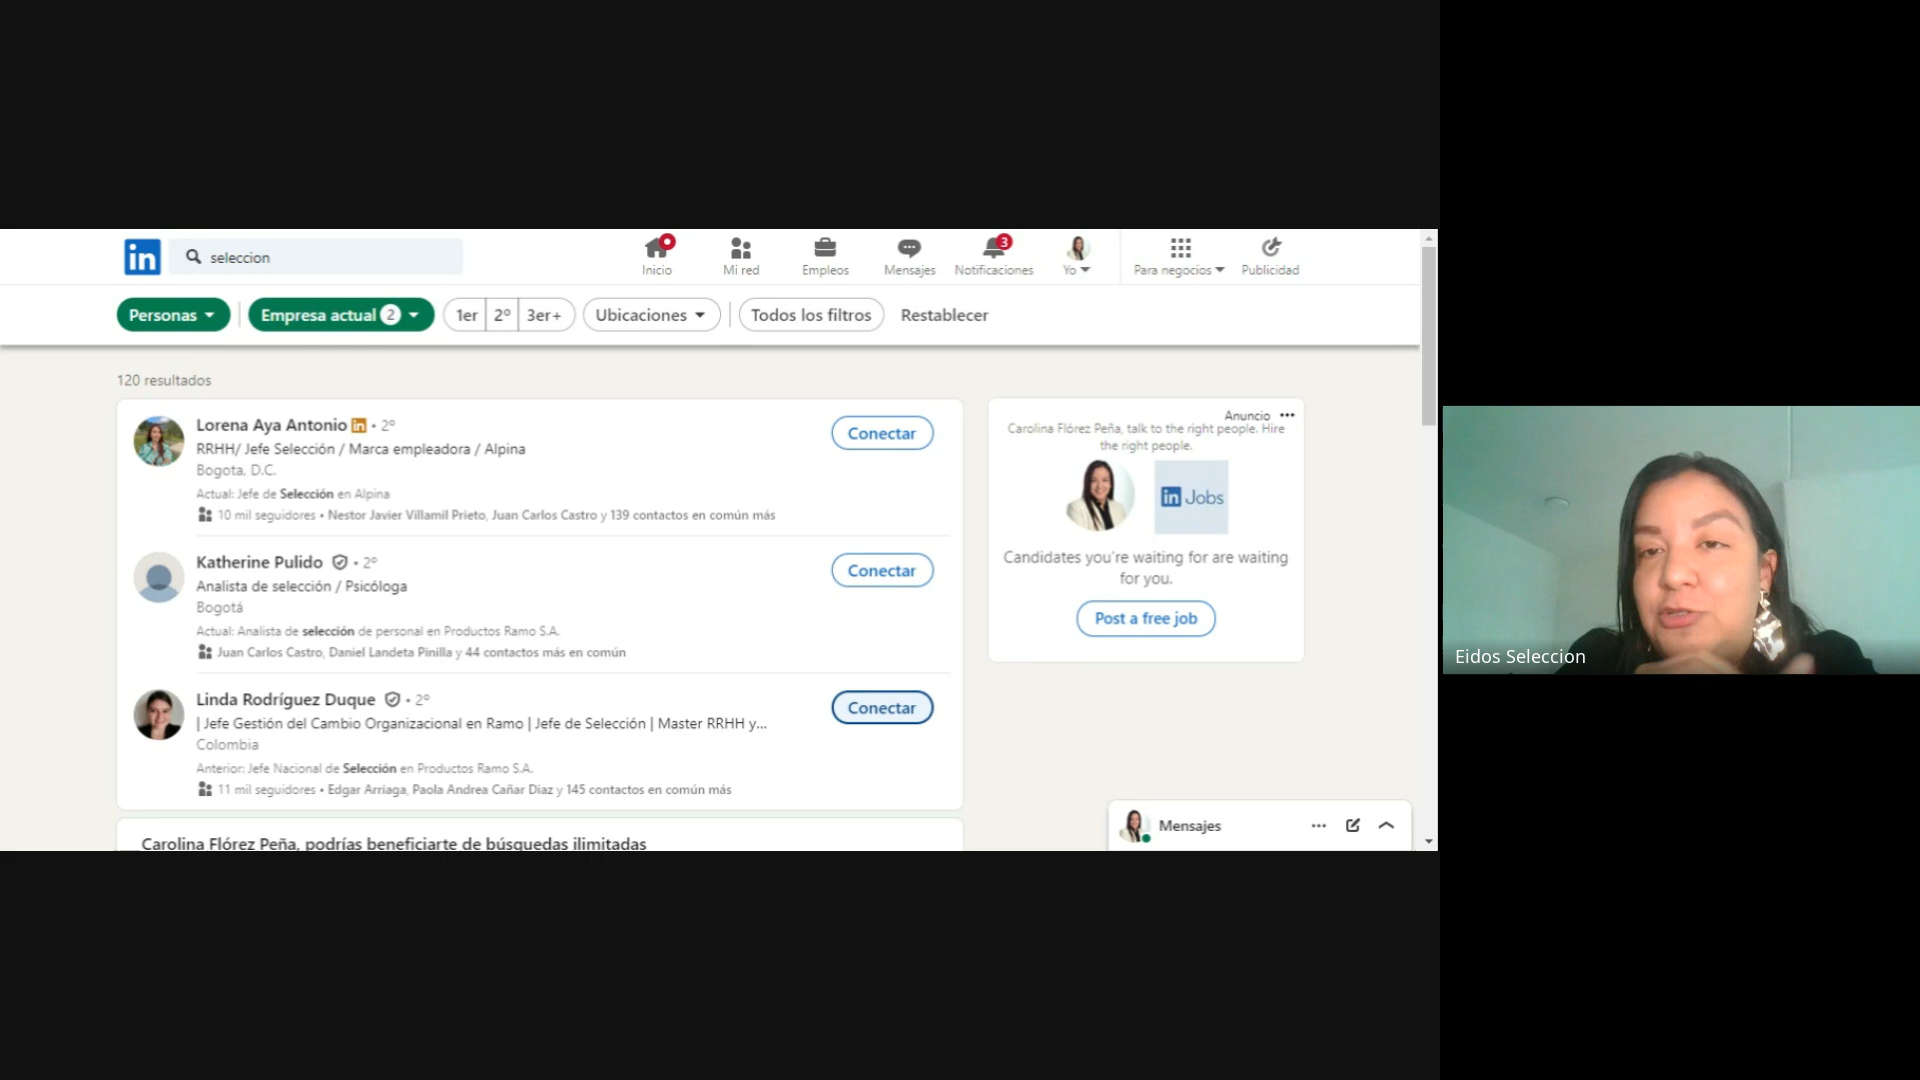 in
seleccion
Inicio
Mi red
Empleos
Mensajes
3
Notificaciones
Yo
Para negocios
Publicidad
Personas
Empresa actual 2
1er
2º
3er+
Ubicaciones
Todos los filtros
Restablecer
120 resultados
Lorena Aya Antonio in • 2º
RRHH/ Jefe Selección / Marca empleadora / Alpina
Bogota, D.C.
Actual: Jefe de Selección en Alpina
10 mil seguidores • Nestor Javier Villamil Prieto, Juan Carlos Castro y 139 contactos en común más
Conectar
Katherine Pulido • 2º
Analista de selección / Psicóloga
Bogotá
Actual: Analista de selección de personal en Productos Ramo S.A.
Juan Carlos Castro, Daniel Landeta Pinilla y 44 contactos más en común
Conectar
Linda Rodríguez Duque • 2º
| Jefe Gestión del Cambio Organizacional en Ramo | Jefe de Selección | Master RRHH y...
Colombia
Anterior: Jefe Nacional de Selección en Productos Ramo S.A.
11 mil seguidores • Edgar Arriaga, Paola Andrea Cañar Diaz y 145 contactos en común más
Conectar
Carolina Flórez Peña, podrías beneficiarte de búsquedas ilimitadas
Anuncio •••
Carolina Flórez Peña, talk to the right people. Hire
the right people.
in Jobs
Candidates you're waiting for are waiting
for you.
Post a free job
Mensajes
Eidos Seleccion